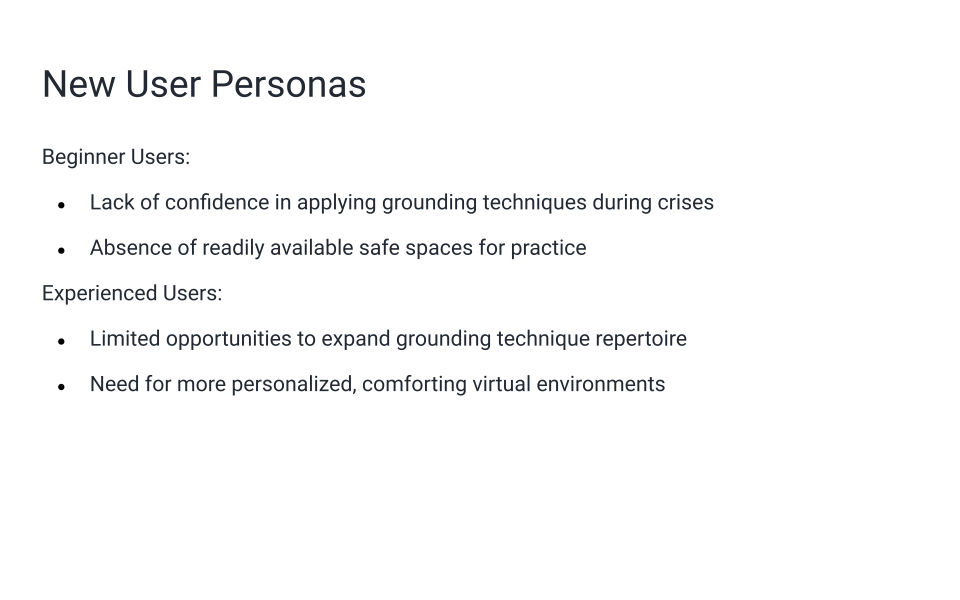 New User Personas
Beginner Users:
• Lack of confidence in applying grounding techniques during crises
• Absence of readily available safe spaces for practice
Experienced Users:
• Limited opportunities to expand grounding technique repertoire
• Need for more personalized, comforting virtual environments